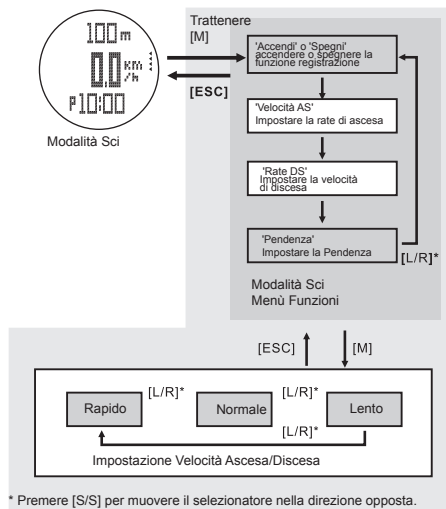 Trattenere
[M]
100m
0.0 KM/h
P10:00
[ESC]
Modalità Sci
'Accendi' o 'Spegni'
accendere o spegnere la
funzione registrazione
'Velocità AS'
Impostare la rate di ascesa
'Rate DS'
Impostare la velocità
di discesa
'Pendenza'
Impostare la Pendenza
[L/R]*
Modalità Sci
Menù Funzioni
[ESC]
[M]
[L/R]*
[L/R]*
Rapido
Normale
Lento
[L/R]*
Impostazione Velocità Ascesa/Discesa
* Premere [S/S] per muovere il selezionatore nella direzione opposta.